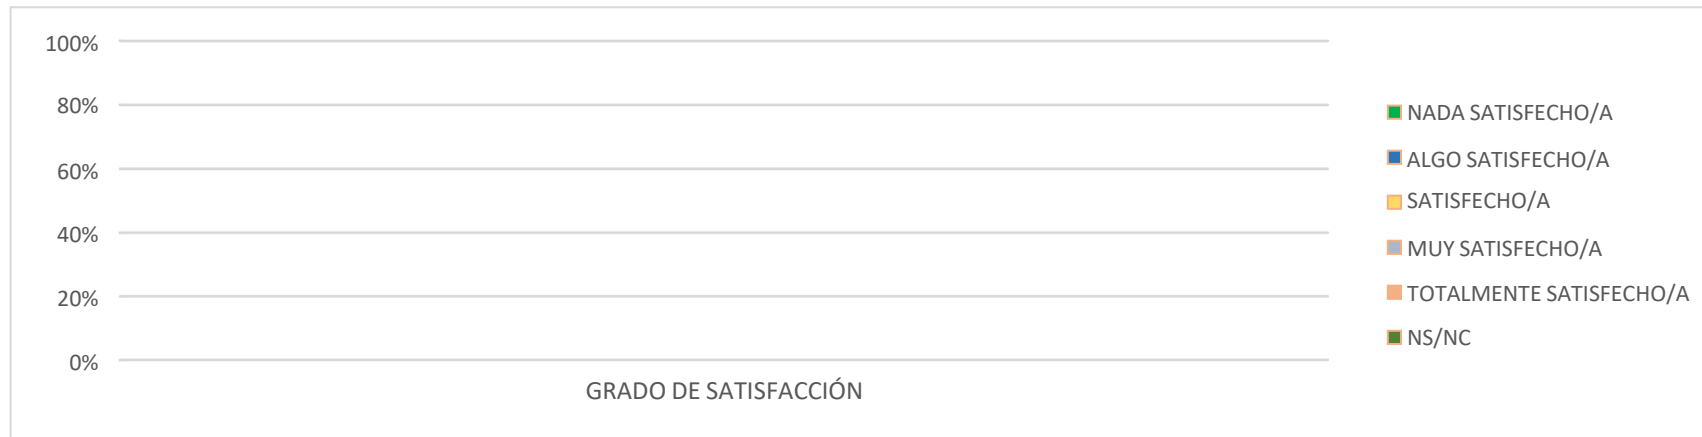 100%
80%
60%
40%
20%
0%
GRADO DE SATISFACCIÓN
NADA SATISFECHO/A
ALGO SATISFECHO/A
SATISFECHO/A
MUY SATISFECHO/A
TOTALMENTE SATISFECHO/A
NS/NC